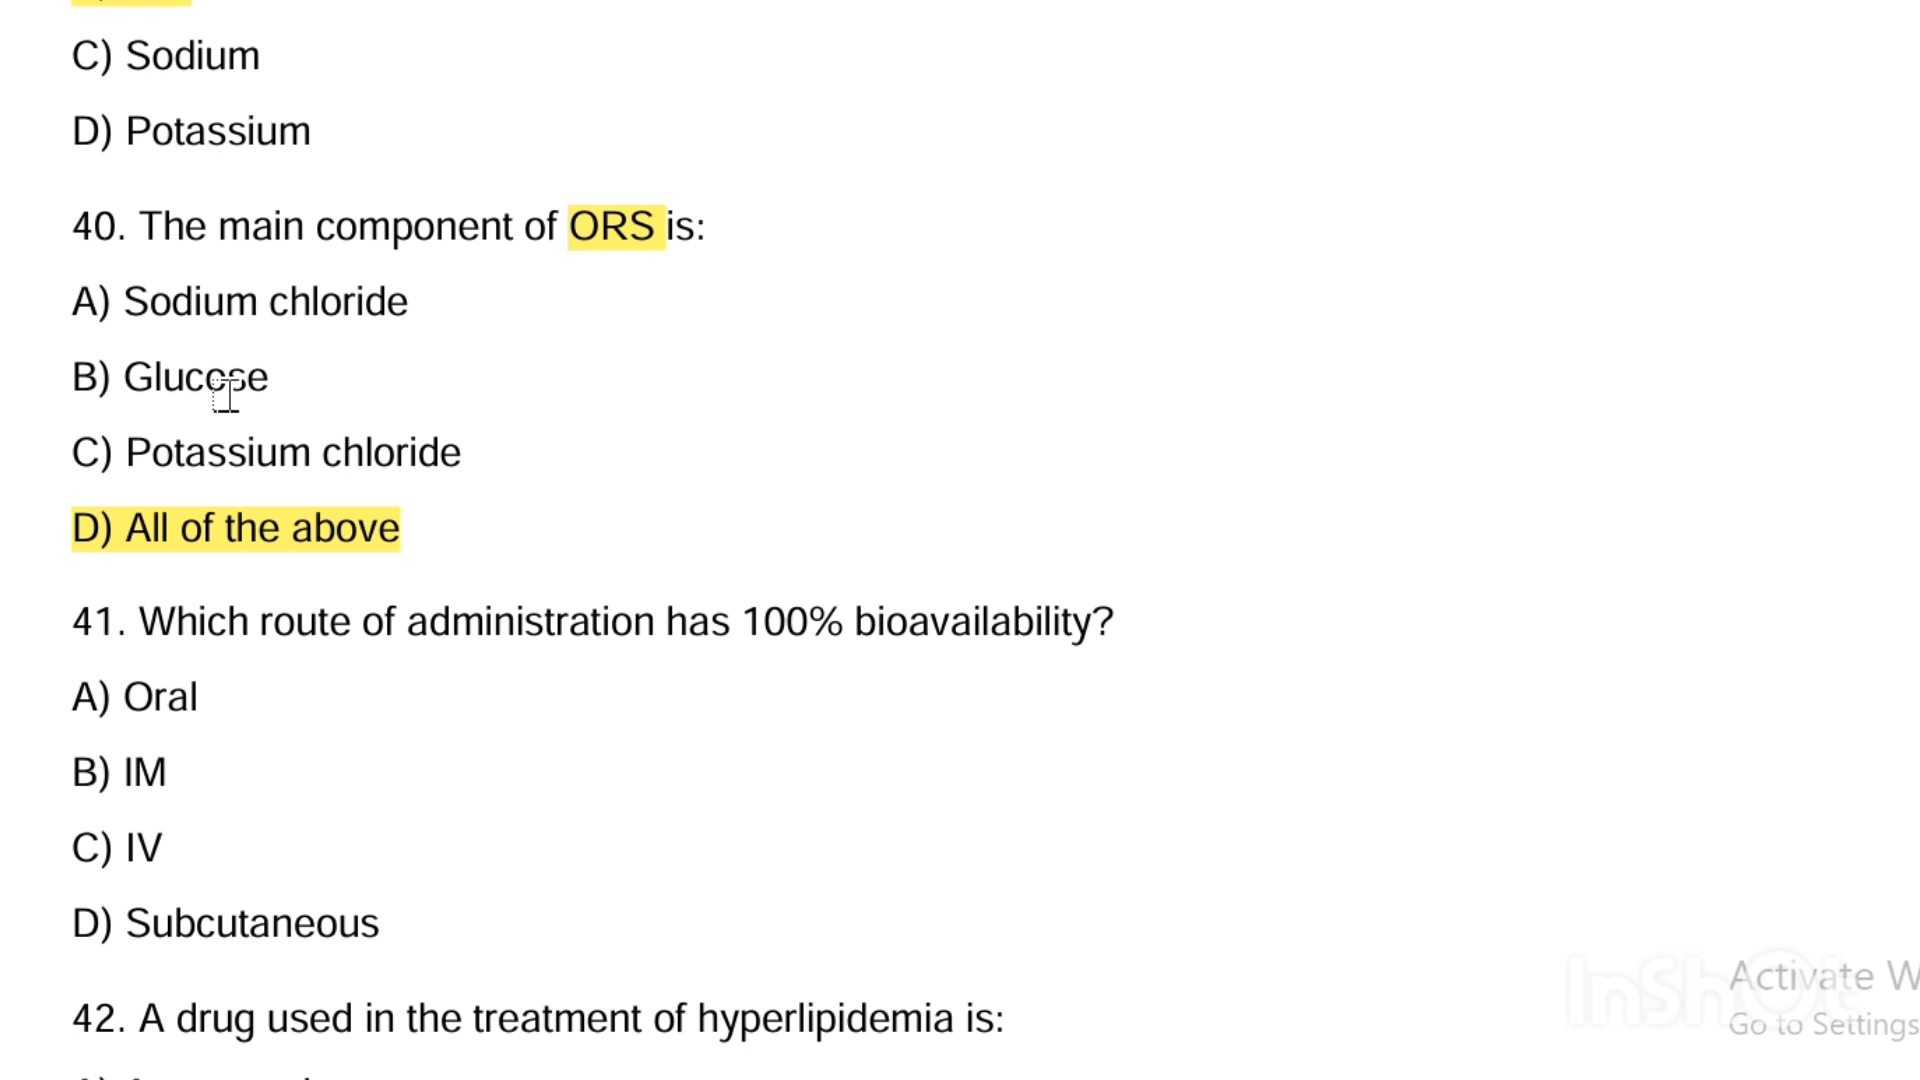 C) Sodium
D) Potassium
40. The main component of ORS is:
A) Sodium chloride
B) Glucose
C) Potassium chloride
D) All of the above
41. Which route of administration has 100% bioavailability?
A) Oral
B) IM
C) IV
D) Subcutaneous
InShOt
Activate W
Go to Settings
42. A drug used in the treatment of hyperlipidemia is: